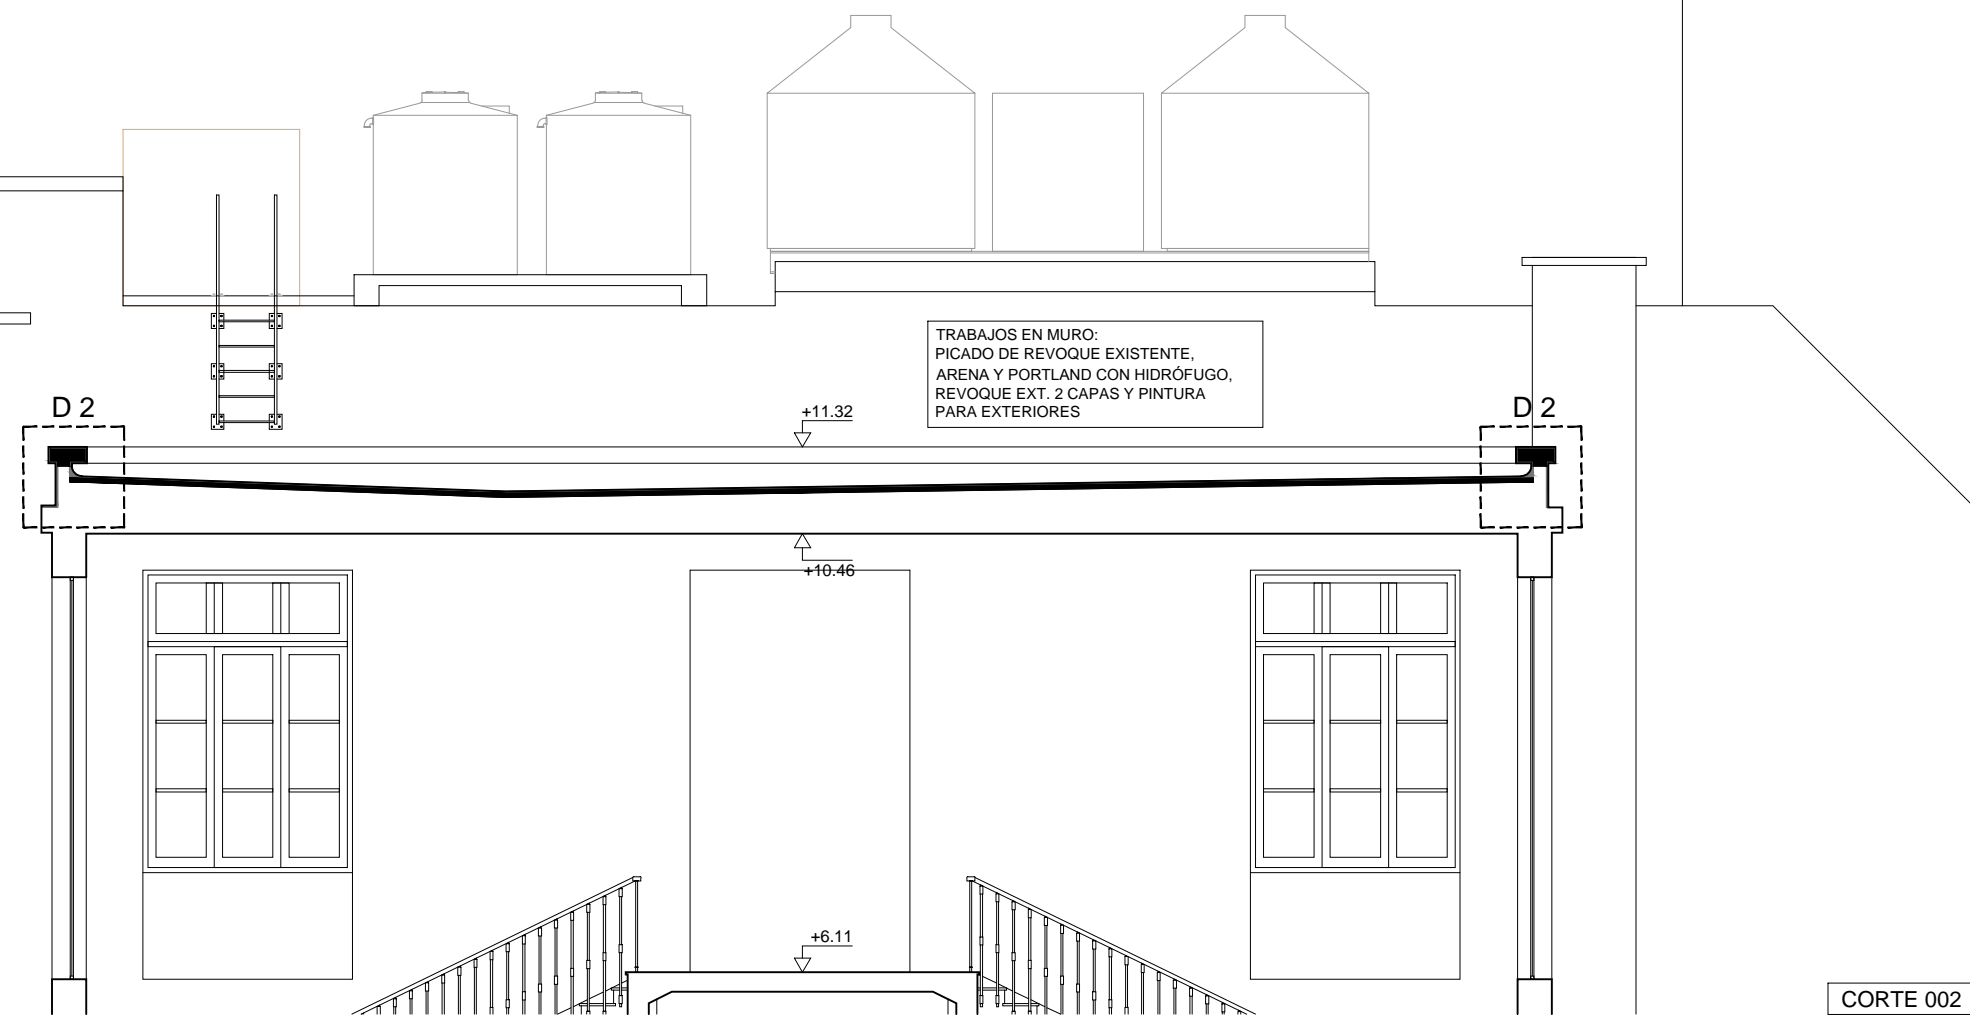 TRABAJOS EN MURO:
PICADO DE REVOQUE EXISTENTE,
ARENA Y PORTLAND CON HIDRÓFUGO,
REVOQUE EXT. 2 CAPAS Y PINTURA
PARA EXTERIORES
D 2
+11.32
D 2
+10.46
+6.11
CORTE 002